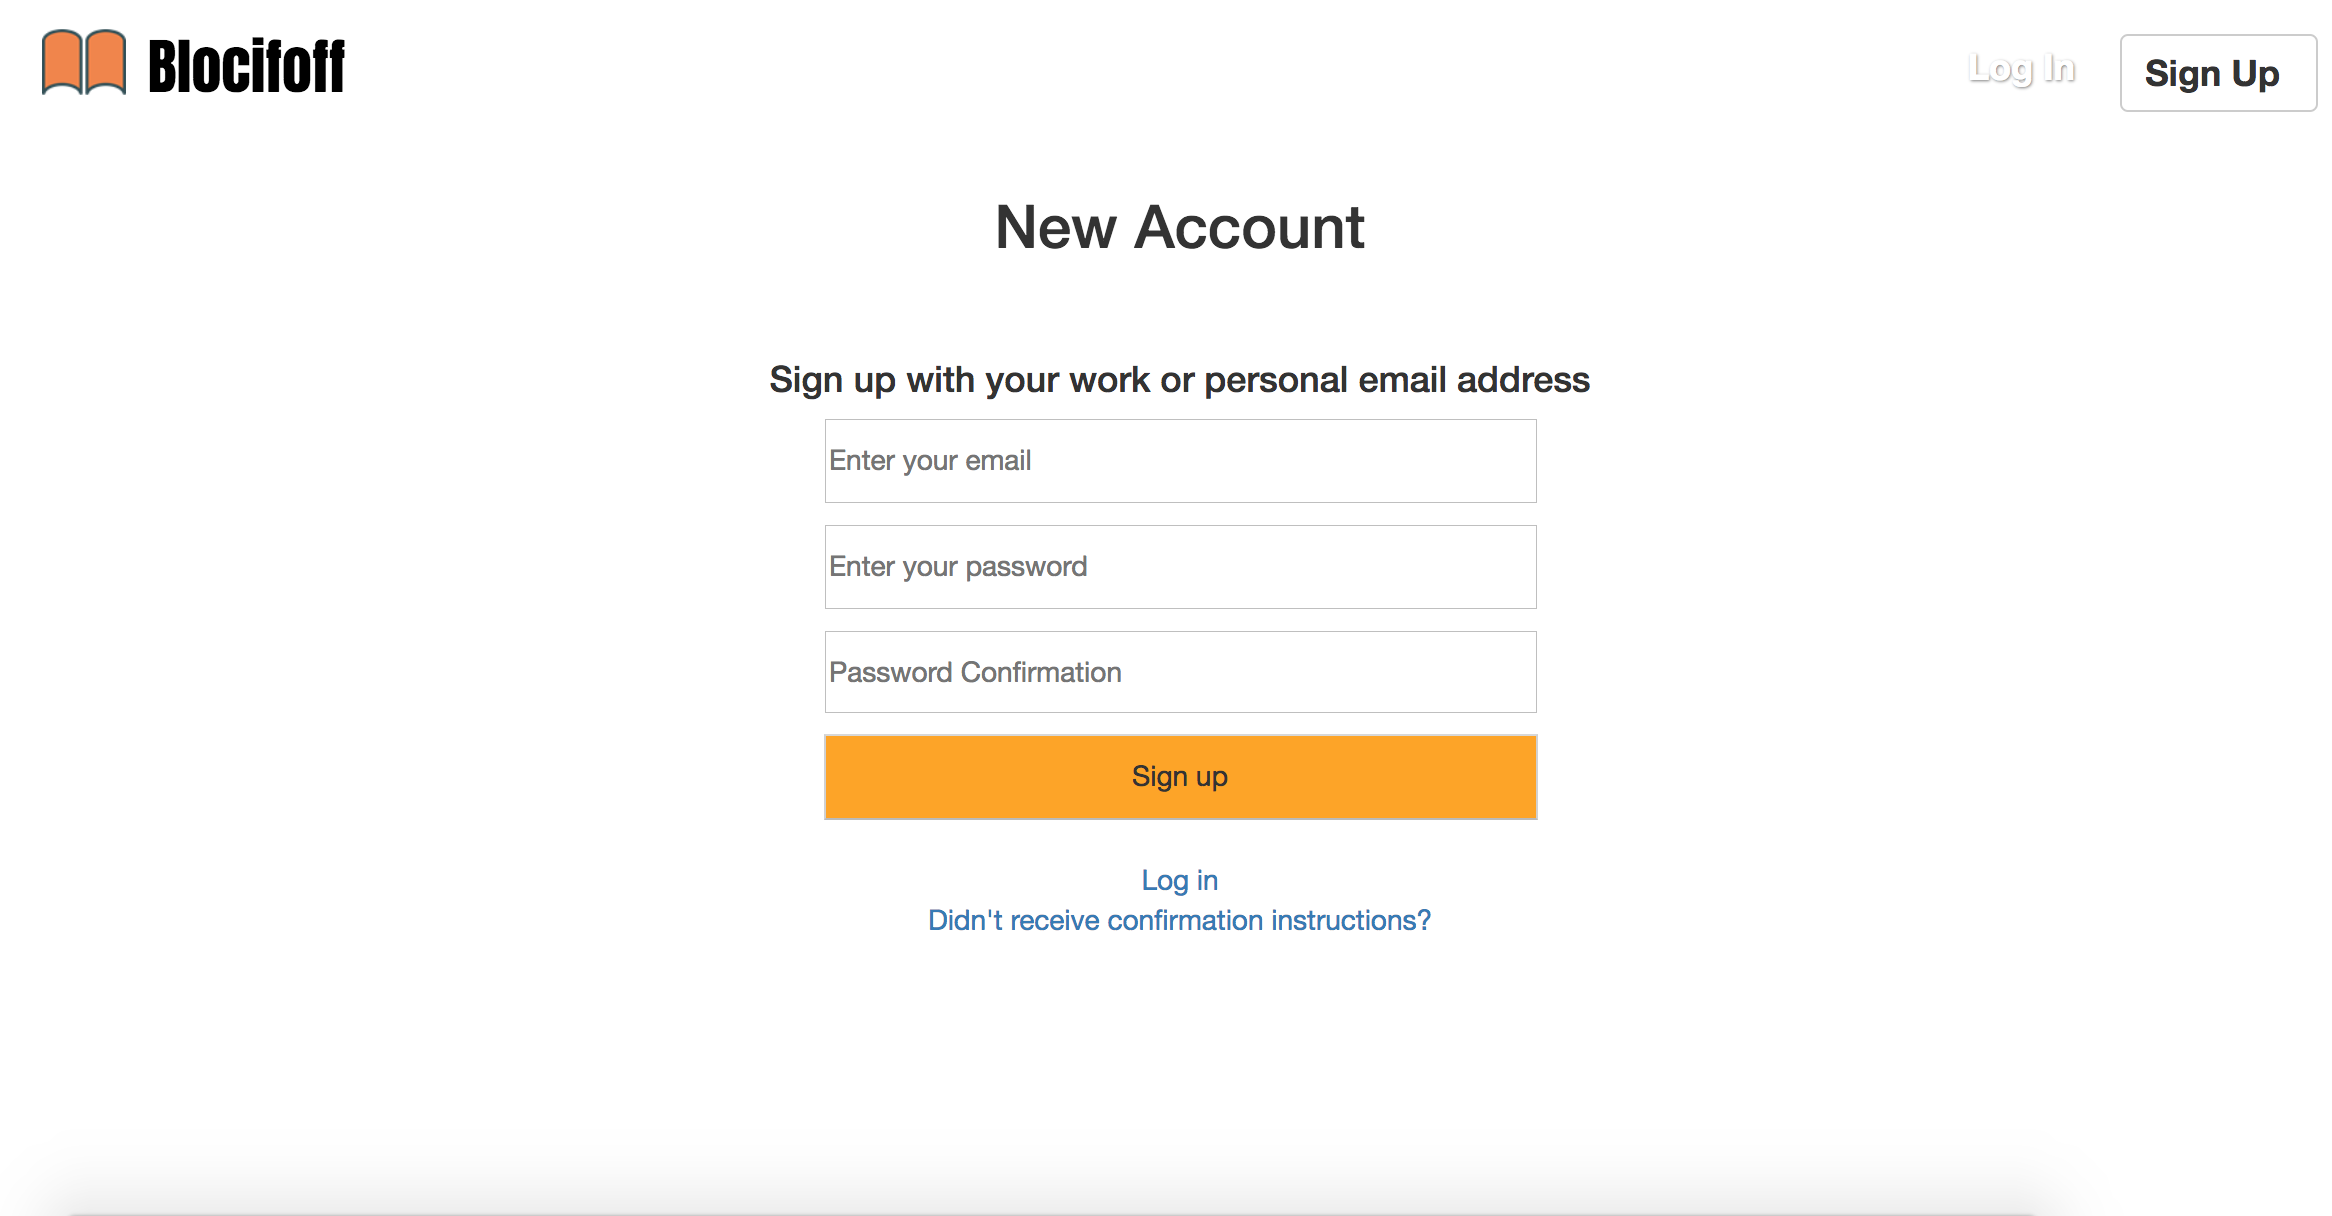 Blocifoff
Log In
Sign Up
New Account
Sign up with your work or personal email address
Enter your email
Enter your password
Password Confirmation
Sign up
Log in
Didn't receive confirmation instructions?